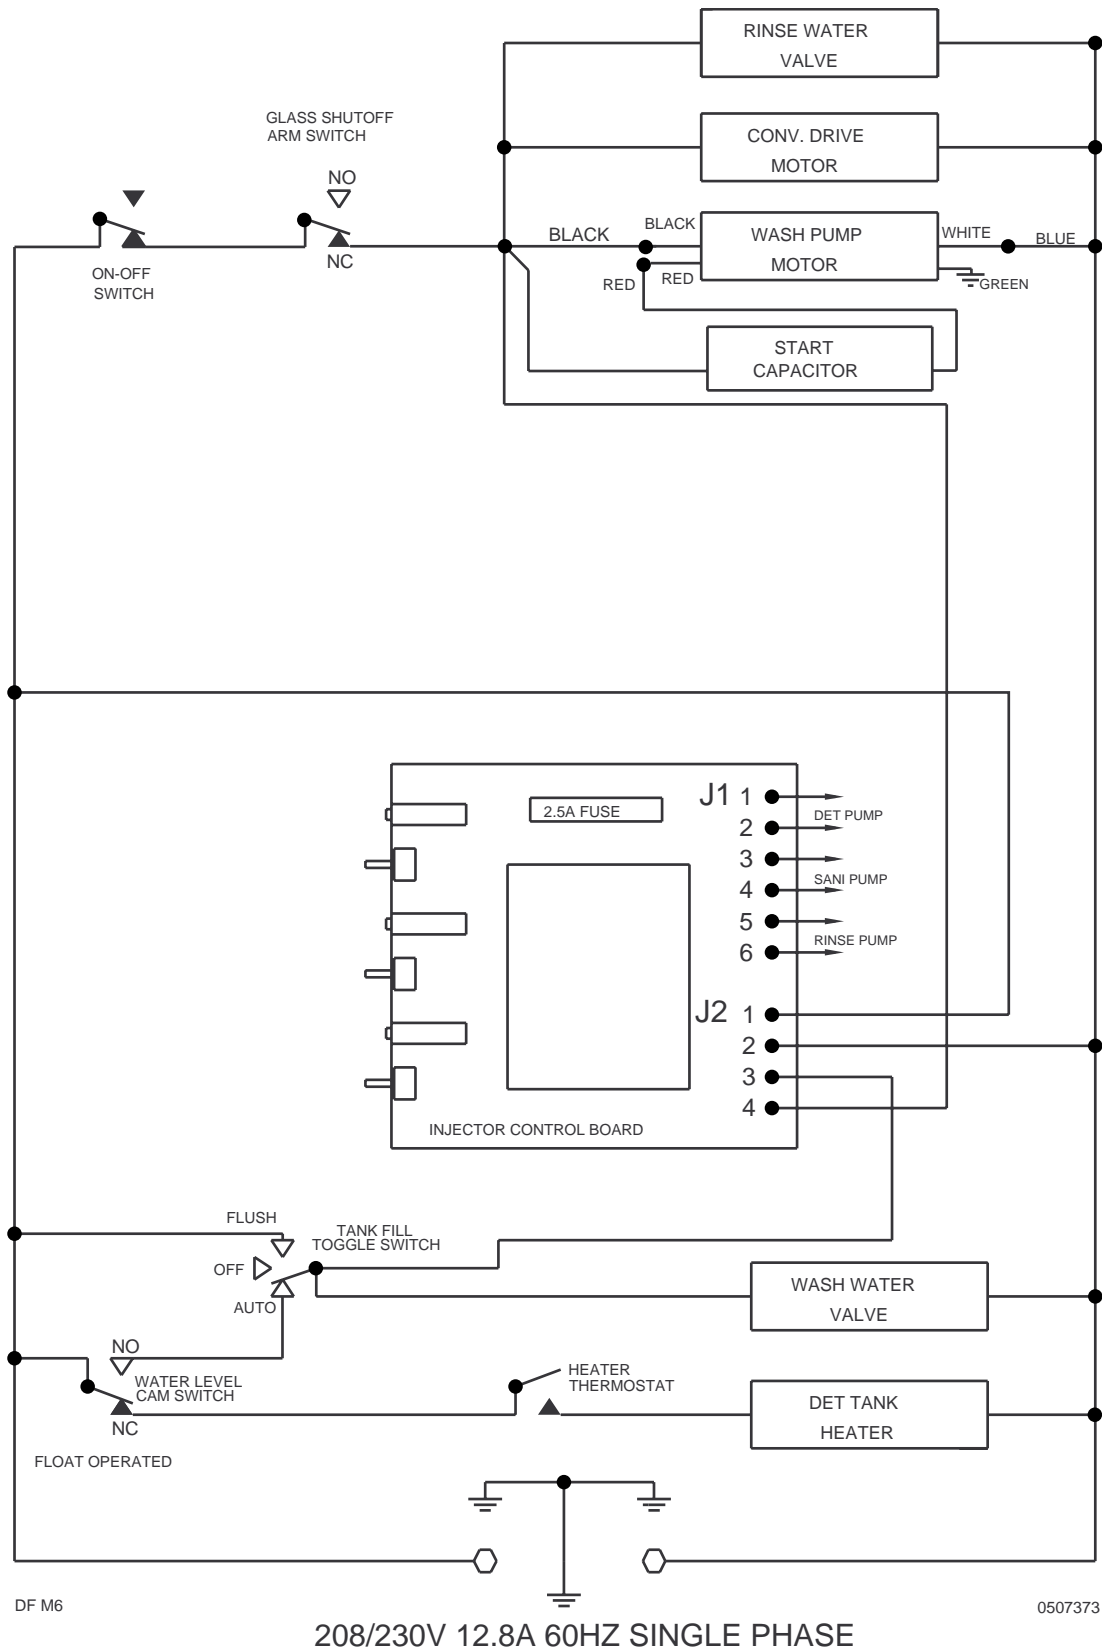 RINSE WATER
VALVE
GLASS SHUTOFF
ARM SWITCH
CONV. DRIVE
MOTOR
NO
NC
ON-OFF
SWITCH
BLACK
BLACK
WASH PUMP
MOTOR
WHITE
BLUE
RED
RED
GREEN
START
CAPACITOR
2.5A FUSE
J1 1
DET PUMP
2
3
SANI PUMP
4
5
RINSE PUMP
6
J2 1
2
3
4
INJECTOR CONTROL BOARD
FLUSH
TANK FILL
TOGGLE SWITCH
OFF
AUTO
WASH WATER
VALVE
NO
WATER LEVEL
CAM SWITCH
NC
FLOAT OPERATED
HEATER
THERMOSTAT
DET TANK
HEATER
DF M6
0507373
208/230V 12.8A 60HZ SINGLE PHASE